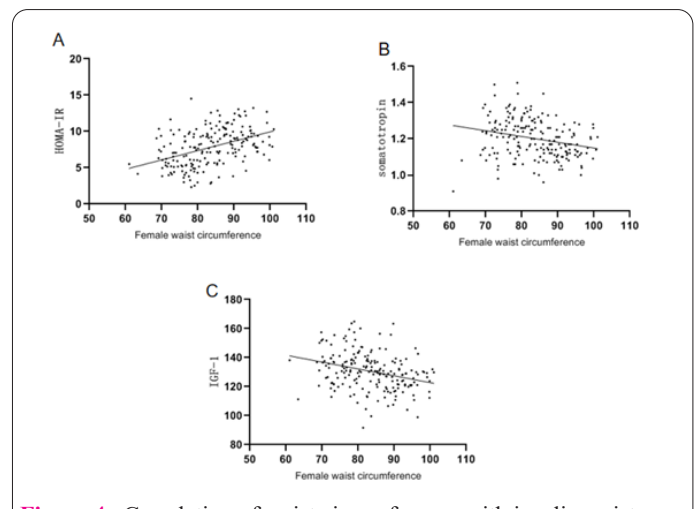 A
20
15
10
5
0
HOMA-IR
50 60 70 80 90 100 110
Female waist circumference
B
1.6
1.4
1.2
1.0
0.8
somatotropin
50 60 70 80 90 100 110
Female waist circumference
C
180
160
140
120
100
80
IGF-1
50 60 70 80 90 100 110
Female waist circumference